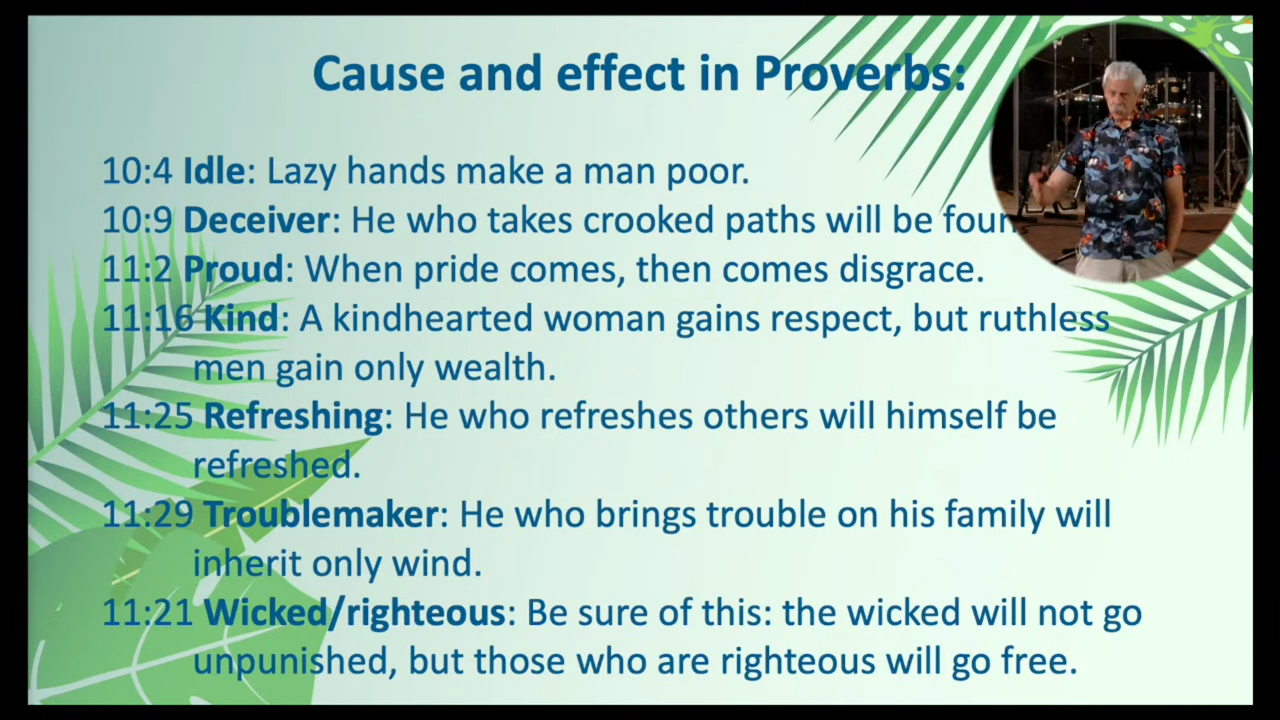 Cause and effect in Proverbs:
10:4 Idle: Lazy hands make a man poor.
10:9 Deceiver: He who takes crooked paths will be
11:2 Proud: When pride comes, then comes disgrace.
11:16 Kind: A kindhearted woman gains respect, but ruthless
men gain only wealth.
11:25 Refreshing: He who refreshes others will himself be
refreshed.
11:29 Troublemaker: He who brings trouble on his family will
inherit only wind.
11:21 Wicked/righteous: Be sure of this: the wicked will not go
unpunished, but those who are righteous will go free.